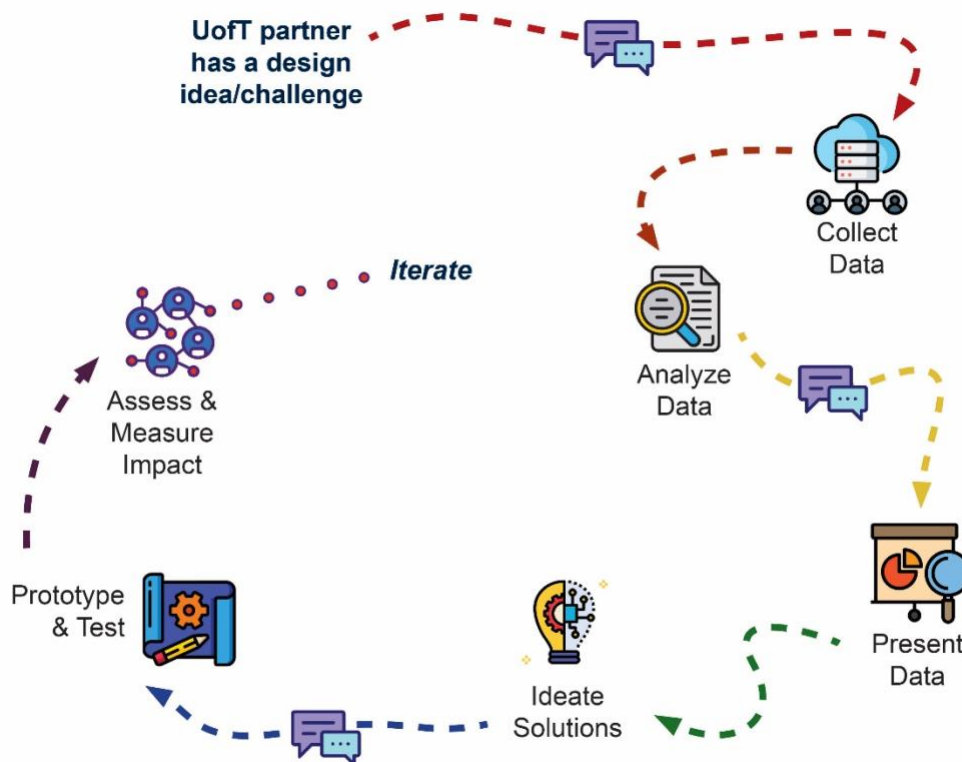 UofT partner
has a design
idea/challenge
Collect
Data
Analyze
Data
Present
Data
Ideate
Solutions
Prototype
& Test
Assess &
Measure
Impact
Iterate